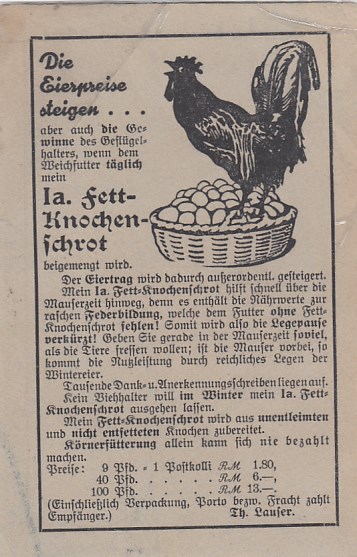 Die
Eierpreise
steigen . . .
aber auch die Ge-
winne des Geflügel-
halters, wenn dem
Weichfutter täglich
mein
Ia. Fett-
Knochen-
schrot
beigemengt wird.
Der Eiertrag wird dadurch außerordentl. gesteigert.
Mein Ia. Fett-Knochenschrot hilft schnell über die
Mauserzeit hinweg, denn es enthält die Nährwerte zur
raschen Federbildung, welche dem Futter ohne Fett-
Knochenschrot fehlen! Somit wird also die Legepause
verkürzt! Geben Sie gerade in der Mauserzeit soviel,
als die Tiere fressen wollen; ist die Mauser vorbei, so
kommt die Nutzleistung durch reichliches Legen der
Wintereier.
Tausende Dank- u. Anerkennungsschreiben liegen auf.
Kein Viehhalter will im Winter mein Ia. Fett-
Knochenschrot ausgehen lassen.
Mein Fett-Knochenschrot wird aus unentleimten
und nicht entfetteten Knochen zubereitet.
Körnerfütterung allein kann sich nie bezahlt
machen.
Preise: 9 Pfd. = 1 Postkolli RM 1.80,
40 Pfd. . . . . . RM 6.—,
100 Pfd. . . . . . RM 13.—.
(Einschließlich Verpackung, Porto bezw. Fracht zahlt
Empfänger.) Th. Lauser.